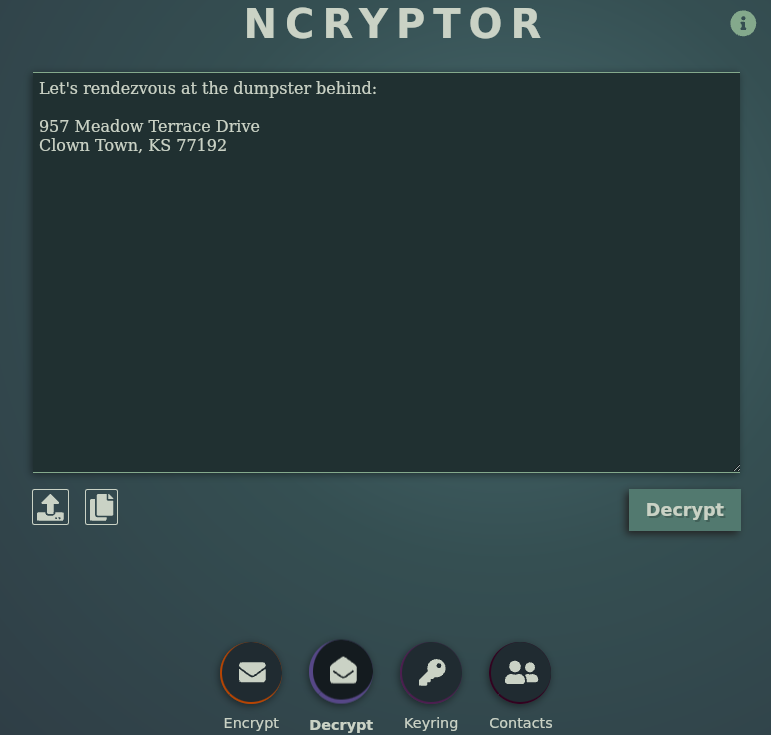 NCRYPTOR
Let's rendezvous at the dumpster behind:
957 Meadow Terrace Drive
Clown Town, KS 77192
Decrypt
Encrypt
Decrypt
Keyring
Contacts